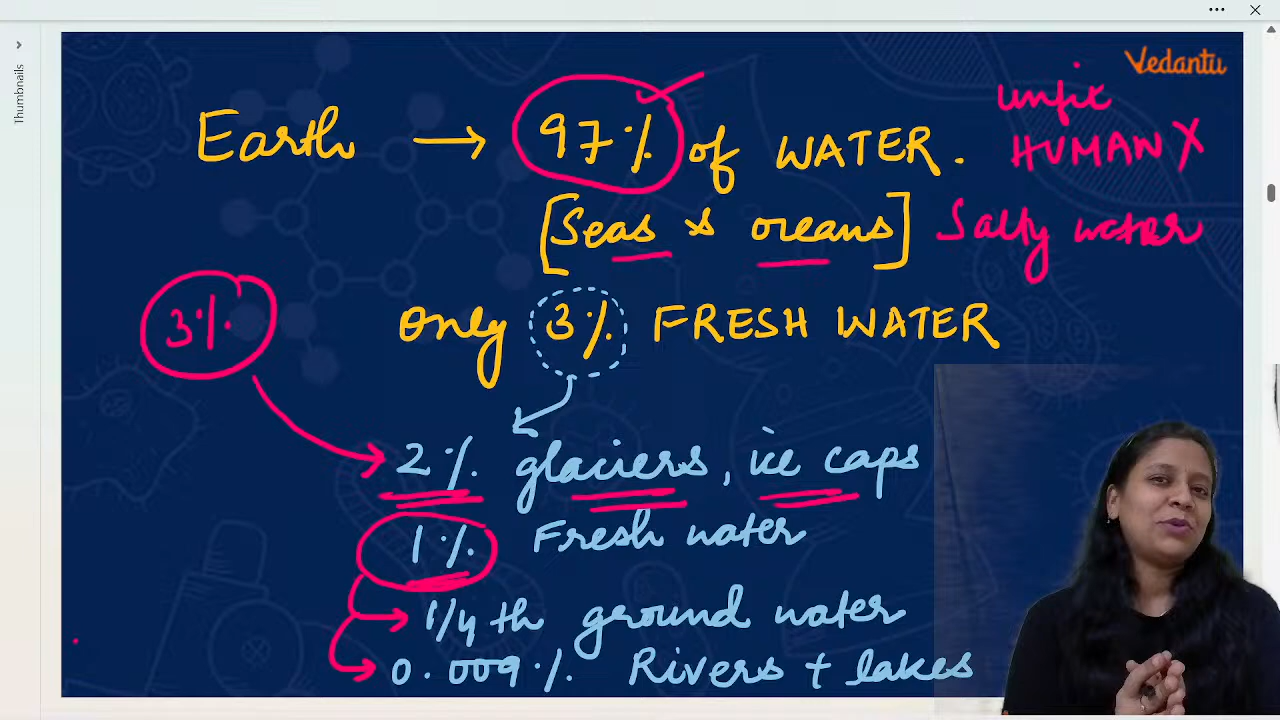 Thumbnails
Vedantu
Earth → 97% of WATER.
unfit
HUMAN X
[Seas & oceans] Salty water
3%
Only 3% FRESH WATER
2% glaciers, ice caps
1% Fresh water
1/4 th ground water
0.009% Rivers + lakes